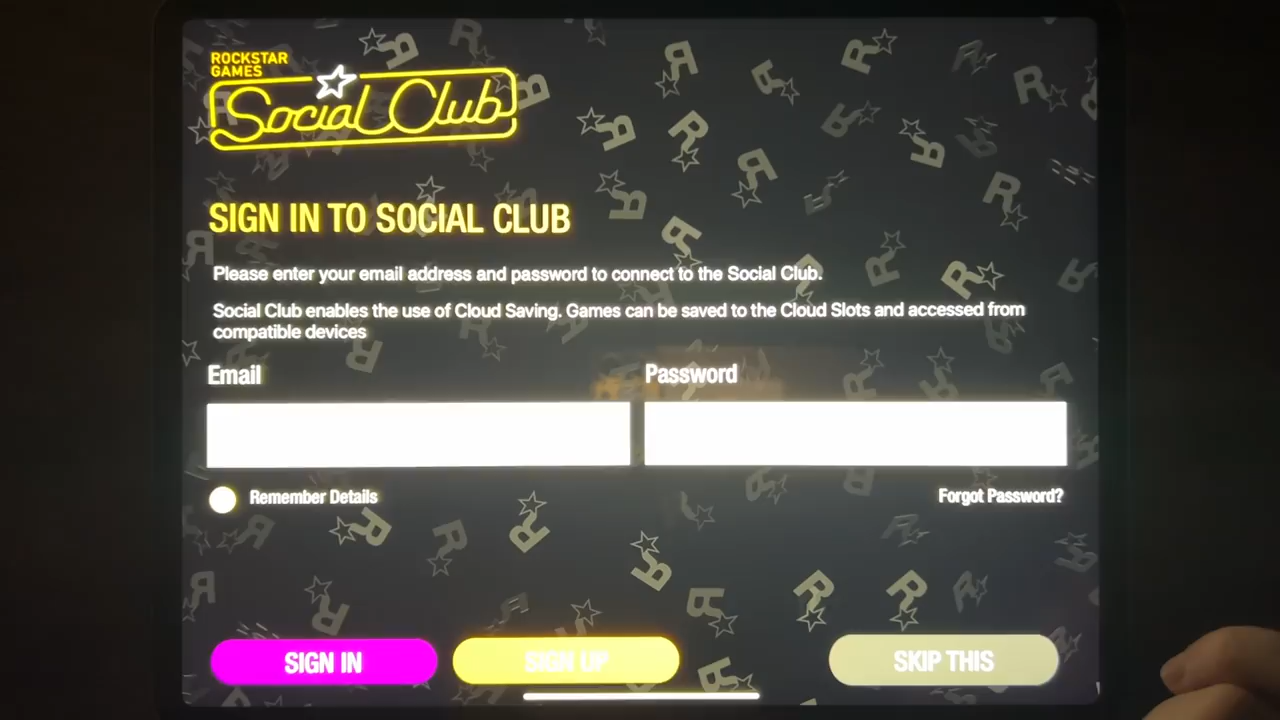 ROCKSTAR
GAMES
Social Club
SIGN IN TO SOCIAL CLUB
Please enter your email address and password to connect to the Social Club.
Social Club enables the use of Cloud Saving. Games can be saved to the Cloud Slots and accessed from
compatible devices
Email
Password
Remember Details
Forgot Password?
SIGN IN
SIGN UP
SKIP THIS